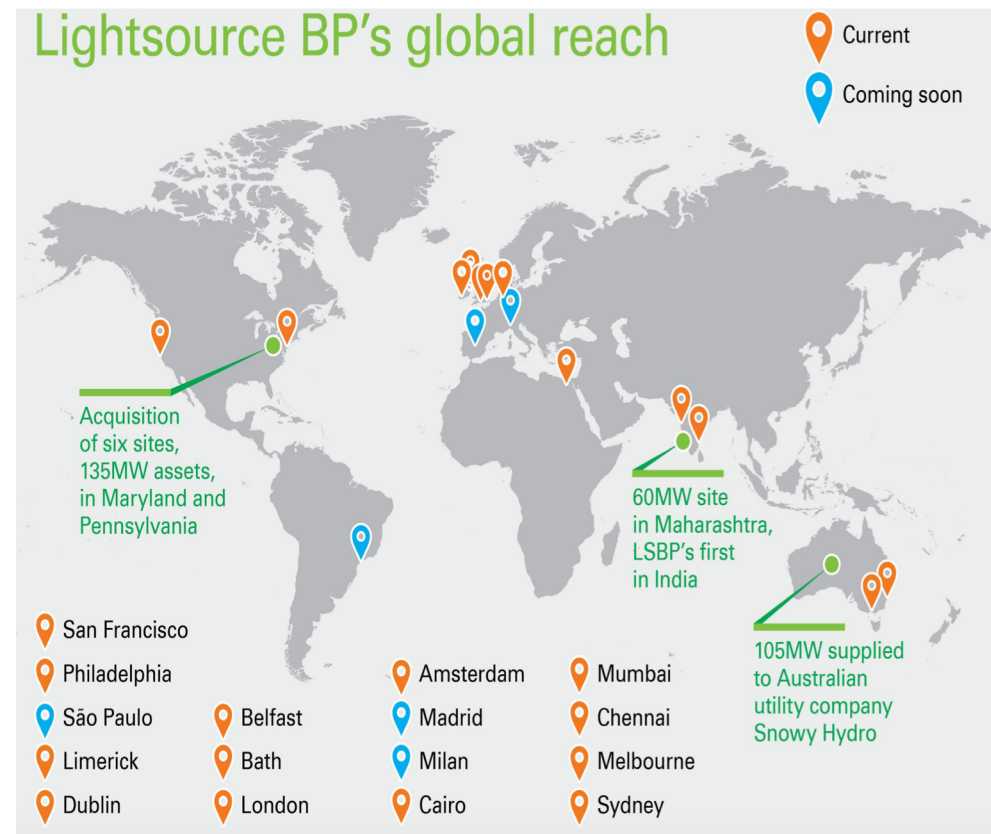 Lightsource BP's global reach
Current
Coming soon
Acquisition
of six sites,
135MW assets,
in Maryland and
Pennsylvania
60MW site
in Maharashtra,
LSBP's first
in India
105MW supplied
to Australian
utility company
Snowy Hydro
San Francisco
Philadelphia
São Paulo
Limerick
Dublin
Belfast
Bath
London
Amsterdam
Madrid
Milan
Cairo
Mumbai
Chennai
Melbourne
Sydney